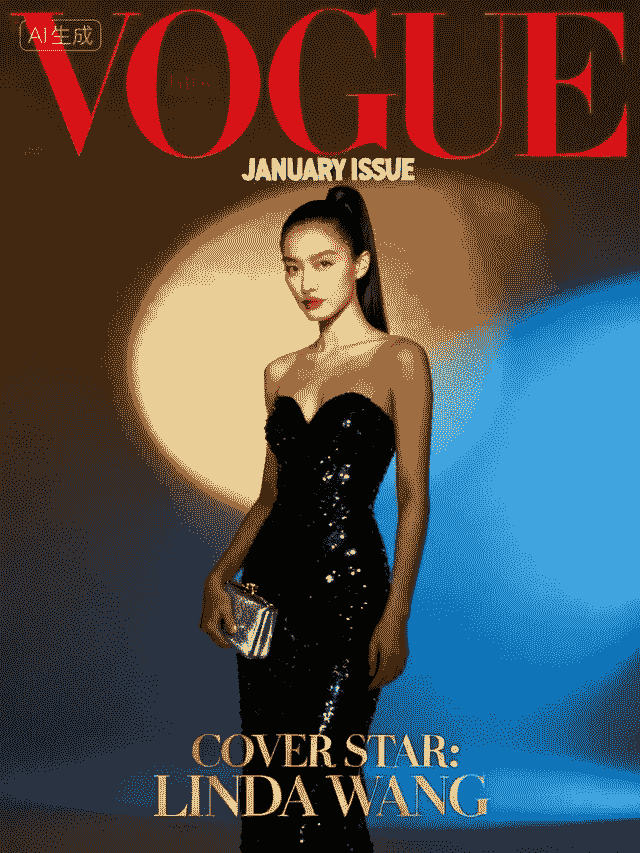 VOGUE
AI生成
JANUARY ISSUE
COVER STAR:
LINDA WANG